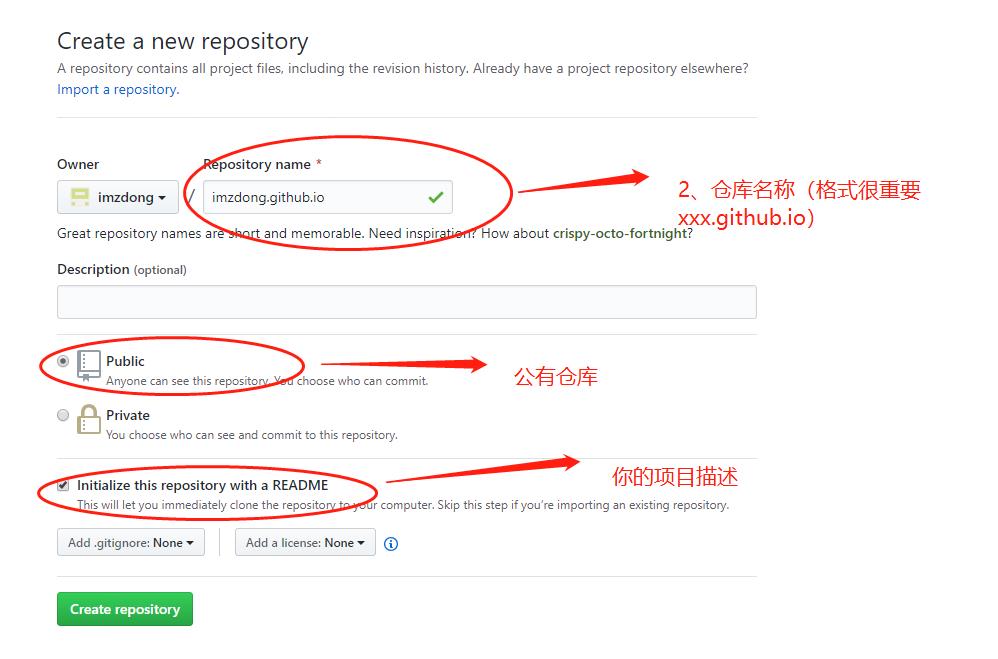 Create a new repository
A repository contains all project files, including the revision history. Already have a project repository elsewhere?
Import a repository.
Owner
Repository name *
imzdong
/
imzdong.github.io
2、仓库名称（格式很重要
xxx.github.io）
Great repository names are short and memorable. Need inspiration? How about crispy-octo-fortnight?
Description (optional)
Public
Anyone can see this repository. You choose who can commit.
公有仓库
Private
You choose who can see and commit to this repository.
Initialize this repository with a README
你的项目描述
This will let you immediately clone the repository to your computer. Skip this step if you’re importing an existing repository.
Add .gitignore: None
Add a license: None
Create repository